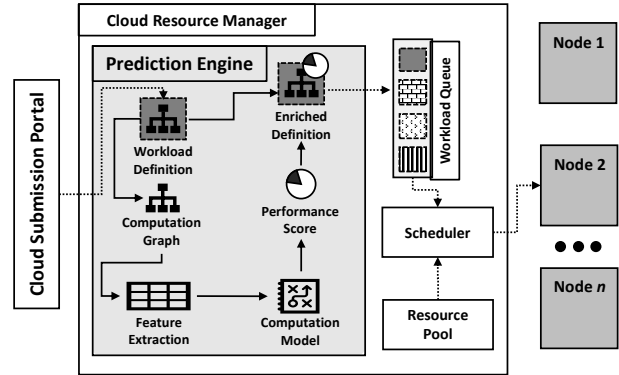 Cloud Resource Manager
Prediction Engine
Cloud Submission Portal
Workload
Definition
Enriched
Definition
Computation
Graph
Performance
Score
Feature
Extraction
Computation
Model
Workload Queue
Scheduler
Resource
Pool
Node 1
Node 2
Node n